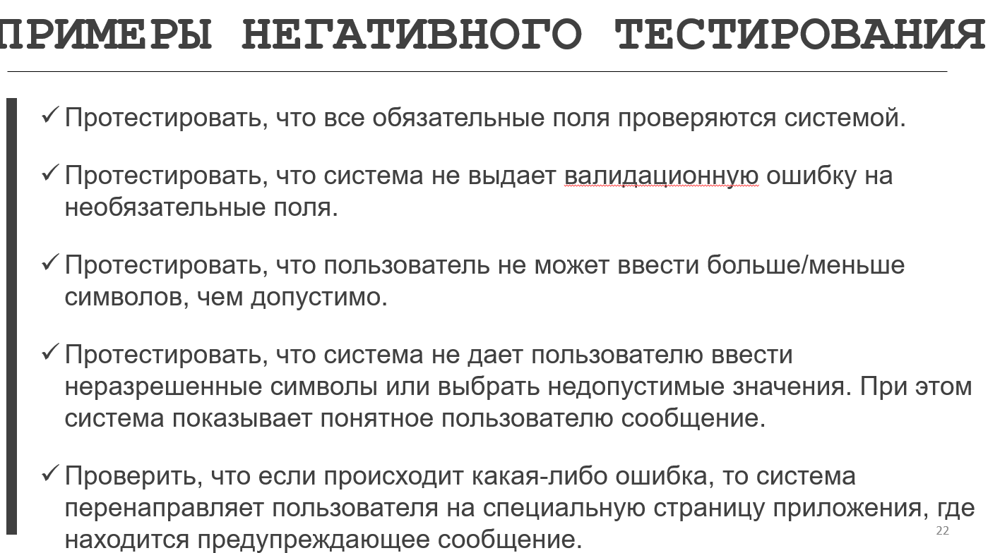 ПРИМЕРЫ НЕГАТИВНОГО ТЕСТИРОВАНИЯ
✓ Протестировать, что все обязательные поля проверяются системой.
✓ Протестировать, что система не выдает валидационную ошибку на
необязательные поля.
✓ Протестировать, что пользователь не может ввести больше/меньше
символов, чем допустимо.
✓ Протестировать, что система не дает пользователю ввести
неразрешенные символы или выбрать недопустимые значения. При этом
система показывает понятное пользователю сообщение.
✓ Проверить, что если происходит какая-либо ошибка, то система
перенаправляет пользователя на специальную страницу приложения, где
находится предупреждающее сообщение.
22